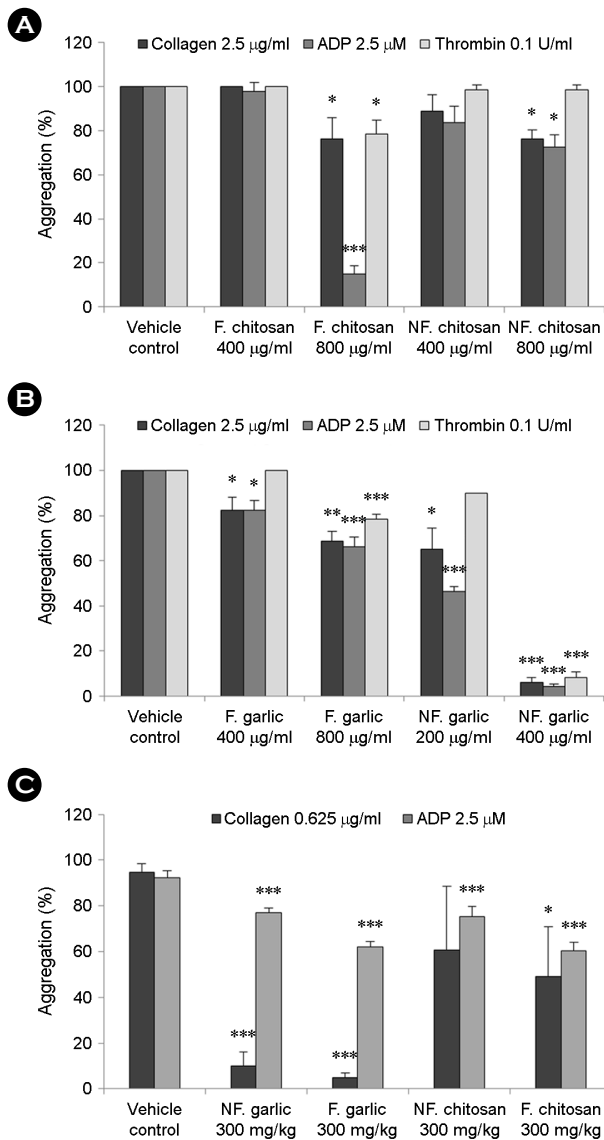 A
Collagen 2.5 μg/ml ADP 2.5 μM Thrombin 0.1 U/ml
Aggregation (%)
120
100
80
60
40
20
0
* * *** * *
Vehicle control
F. chitosan 400 μg/ml
F. chitosan 800 μg/ml
NF. chitosan 400 μg/ml
NF. chitosan 800 μg/ml
B
Collagen 2.5 μg/ml ADP 2.5 μM Thrombin 0.1 U/ml
Aggregation (%)
120
100
80
60
40
20
0
* * ** *** *** * *** *** *** ***
Vehicle control
F. garlic 400 μg/ml
F. garlic 800 μg/ml
NF. garlic 200 μg/ml
NF. garlic 400 μg/ml
C
Collagen 0.625 μg/ml ADP 2.5 μM
Aggregation (%)
120
100
80
60
40
20
0
*** *** *** *** *** * ***
Vehicle control
NF. garlic 300 mg/kg
F. garlic 300 mg/kg
NF. chitosan 300 mg/kg
F. chitosan 300 mg/kg